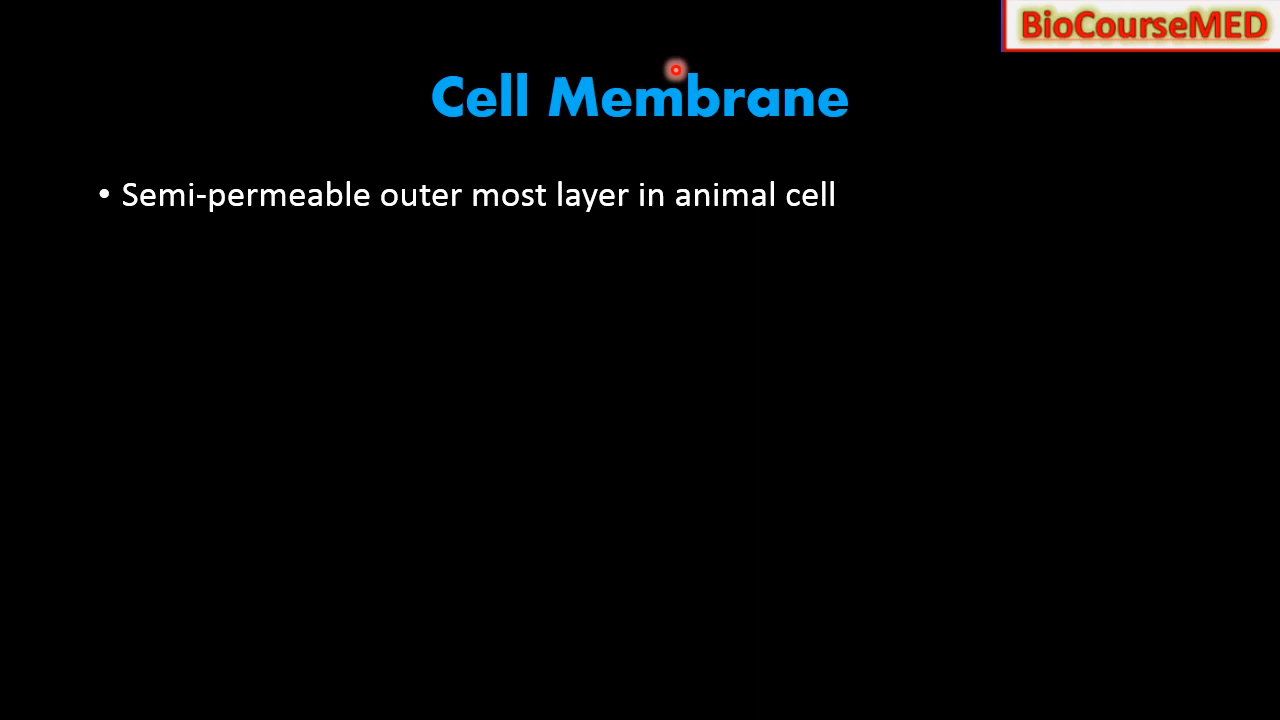 BioCourseMED
Cell Membrane
• Semi-permeable outer most layer in animal cell